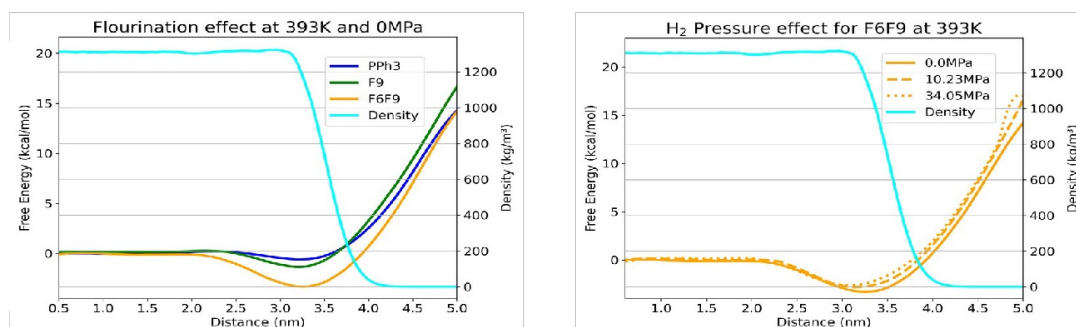 Flourination effect at 393K and 0MPa
20
15
10
5
0
Free Energy (kcal/mol)
PPh3
F9
F6F9
Density
1200
1000
800
600
400
200
0
Density (kg/m³)
0.5 1.0 1.5 2.0 2.5 3.0 3.5 4.0 4.5 5.0
Distance (nm)
H₂ Pressure effect for F6F9 at 393K
20
15
10
5
0
Free Energy (kcal/mol)
0.0MPa
10.23MPa
34.05MPa
Density
1200
1000
800
600
400
200
0
Density (kg/m³)
1.0 1.5 2.0 2.5 3.0 3.5 4.0 4.5 5.0
Distance (nm)